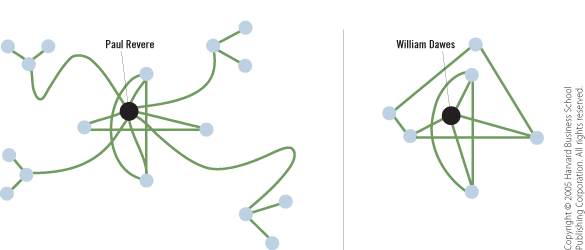 Paul Revere
William Dawes
Copyright © 2005 Harvard Business School
Publishing Corporation. All rights reserved.